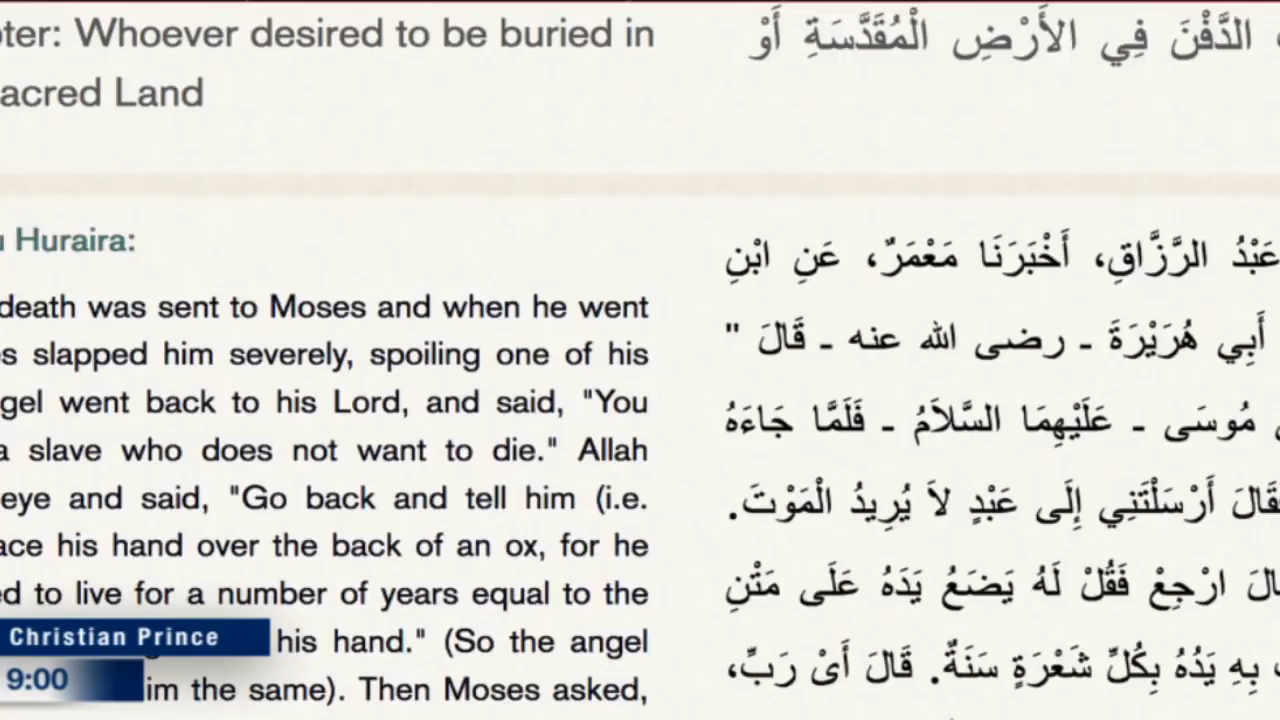 oter: Whoever desired to be buried in
acred Land
الدَّفْنَ فِي الأَرْضِ الْمُقَدَّسَةِ أَوْ
Huraira:
death was sent to Moses and when he went
s slapped him severely, spoiling one of his
gel went back to his Lord, and said, "You
a slave who does not want to die." Allah
eye and said, "Go back and tell him (i.e.
ace his hand over the back of an ox, for he
ed to live for a number of years equal to the
his hand." (So the angel
im the same). Then Moses asked,
عَبْدُ الرَّزَّاقِ، أَخْبَرَنَا مَعْمَرٌ، عَنِ ابْنِ
أَبِي هُرَيْرَةَ ـ رضى الله عنه ـ قَالَ ‏"
مُوسَى ـ عَلَيْهِمَا السَّلاَمُ ـ فَلَمَّا جَاءَهُ
قَالَ أَرْسَلْتَنِي إِلَى عَبْدٍ لاَ يُرِيدُ الْمَوْتَ.
ارْجِعْ فَقُلْ لَهُ يَضَعُ يَدَهُ عَلَى مَتْنِ
بِهِ يَدُهُ بِكُلِّ شَعْرَةٍ سَنَةٌ. قَالَ أَىْ رَبِّ،
Christian Prince
9:00